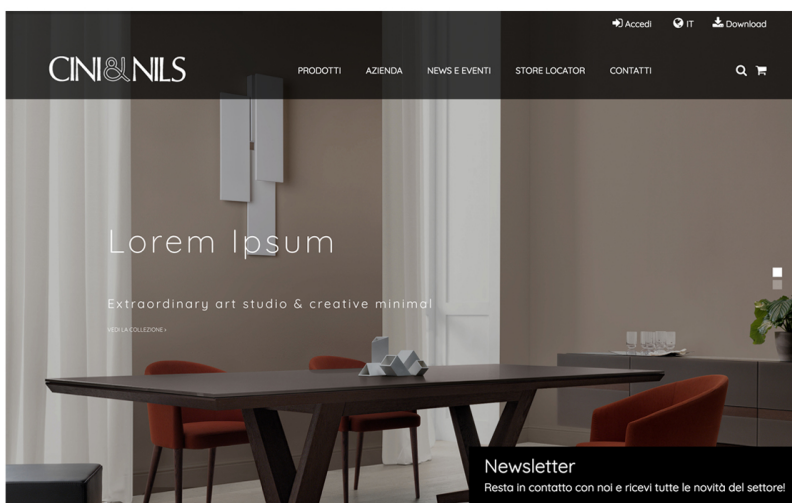 Accedi IT Download
CINI&NILS PRODOTTI AZIENDA NEWS E EVENTI STORE LOCATOR CONTATTI
Lorem Ipsum
Extraordinary art studio & creative minimal
VEDI LA COLLEZIONE ›
Newsletter
Resta in contatto con noi e ricevi tutte le novità del settore!